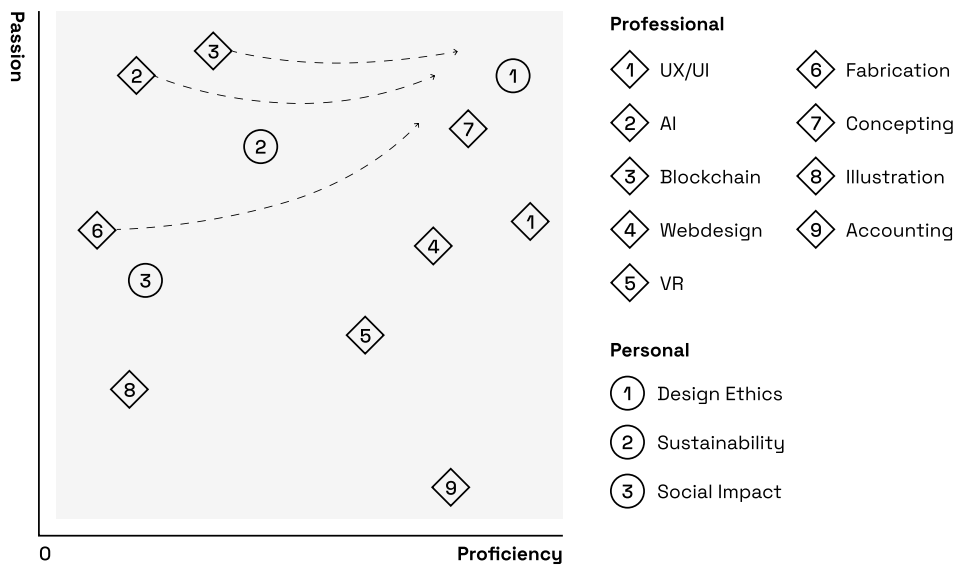 Passion
3
2
1
7
2
6
1
4
3
5
8
9
0
Proficiency
Professional
1 UX/UI
2 AI
3 Blockchain
4 Webdesign
5 VR
6 Fabrication
7 Concepting
8 Illustration
9 Accounting
Personal
1 Design Ethics
2 Sustainability
3 Social Impact